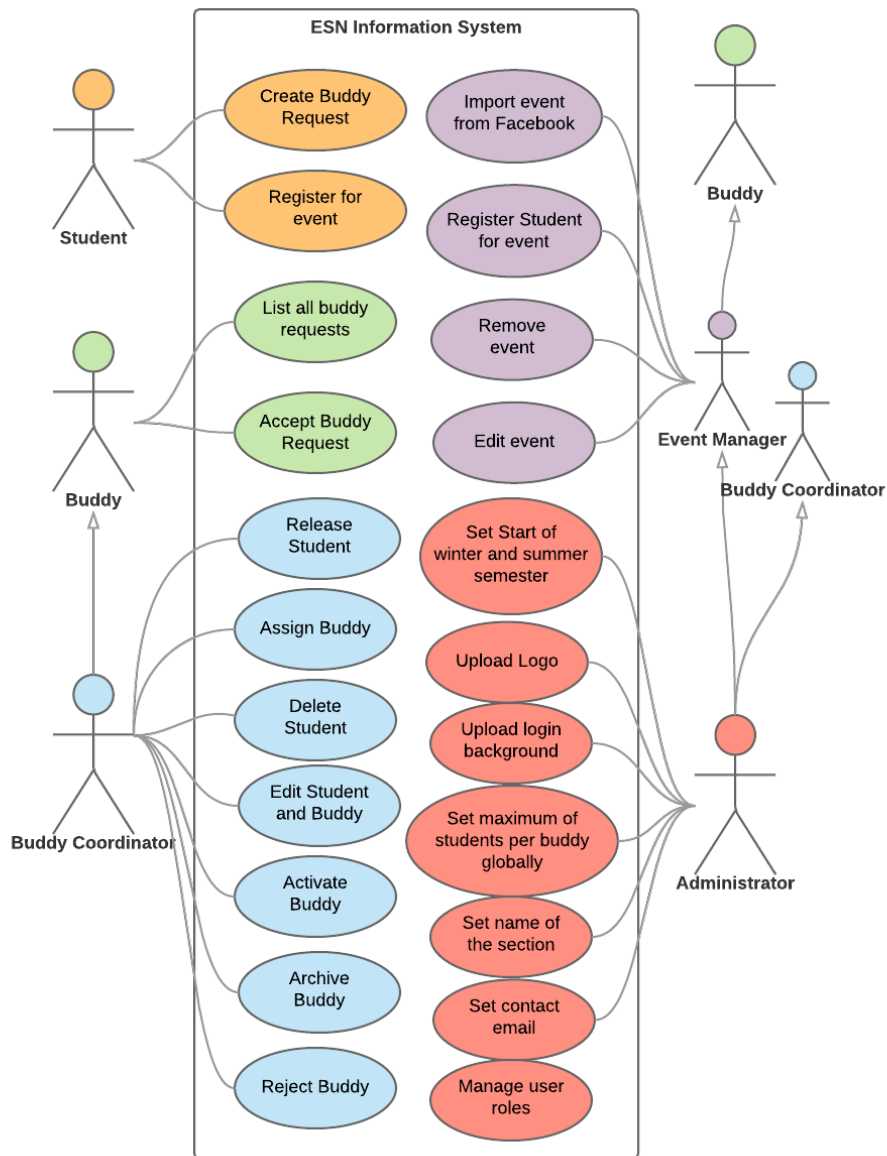 ESN Information System
Student
Create Buddy
Request
Register for
event
Buddy
List all buddy
requests
Accept Buddy
Request
Buddy Coordinator
Release
Student
Assign Buddy
Delete
Student
Edit Student
and Buddy
Activate
Buddy
Archive
Buddy
Reject Buddy
Import event
from Facebook
Register Student
for event
Remove
event
Edit event
Set Start of
winter and summer
semester
Upload Logo
Upload login
background
Set maximum of
students per buddy
globally
Set name of
the section
Set contact
email
Manage user
roles
Buddy
Event Manager
Buddy Coordinator
Administrator